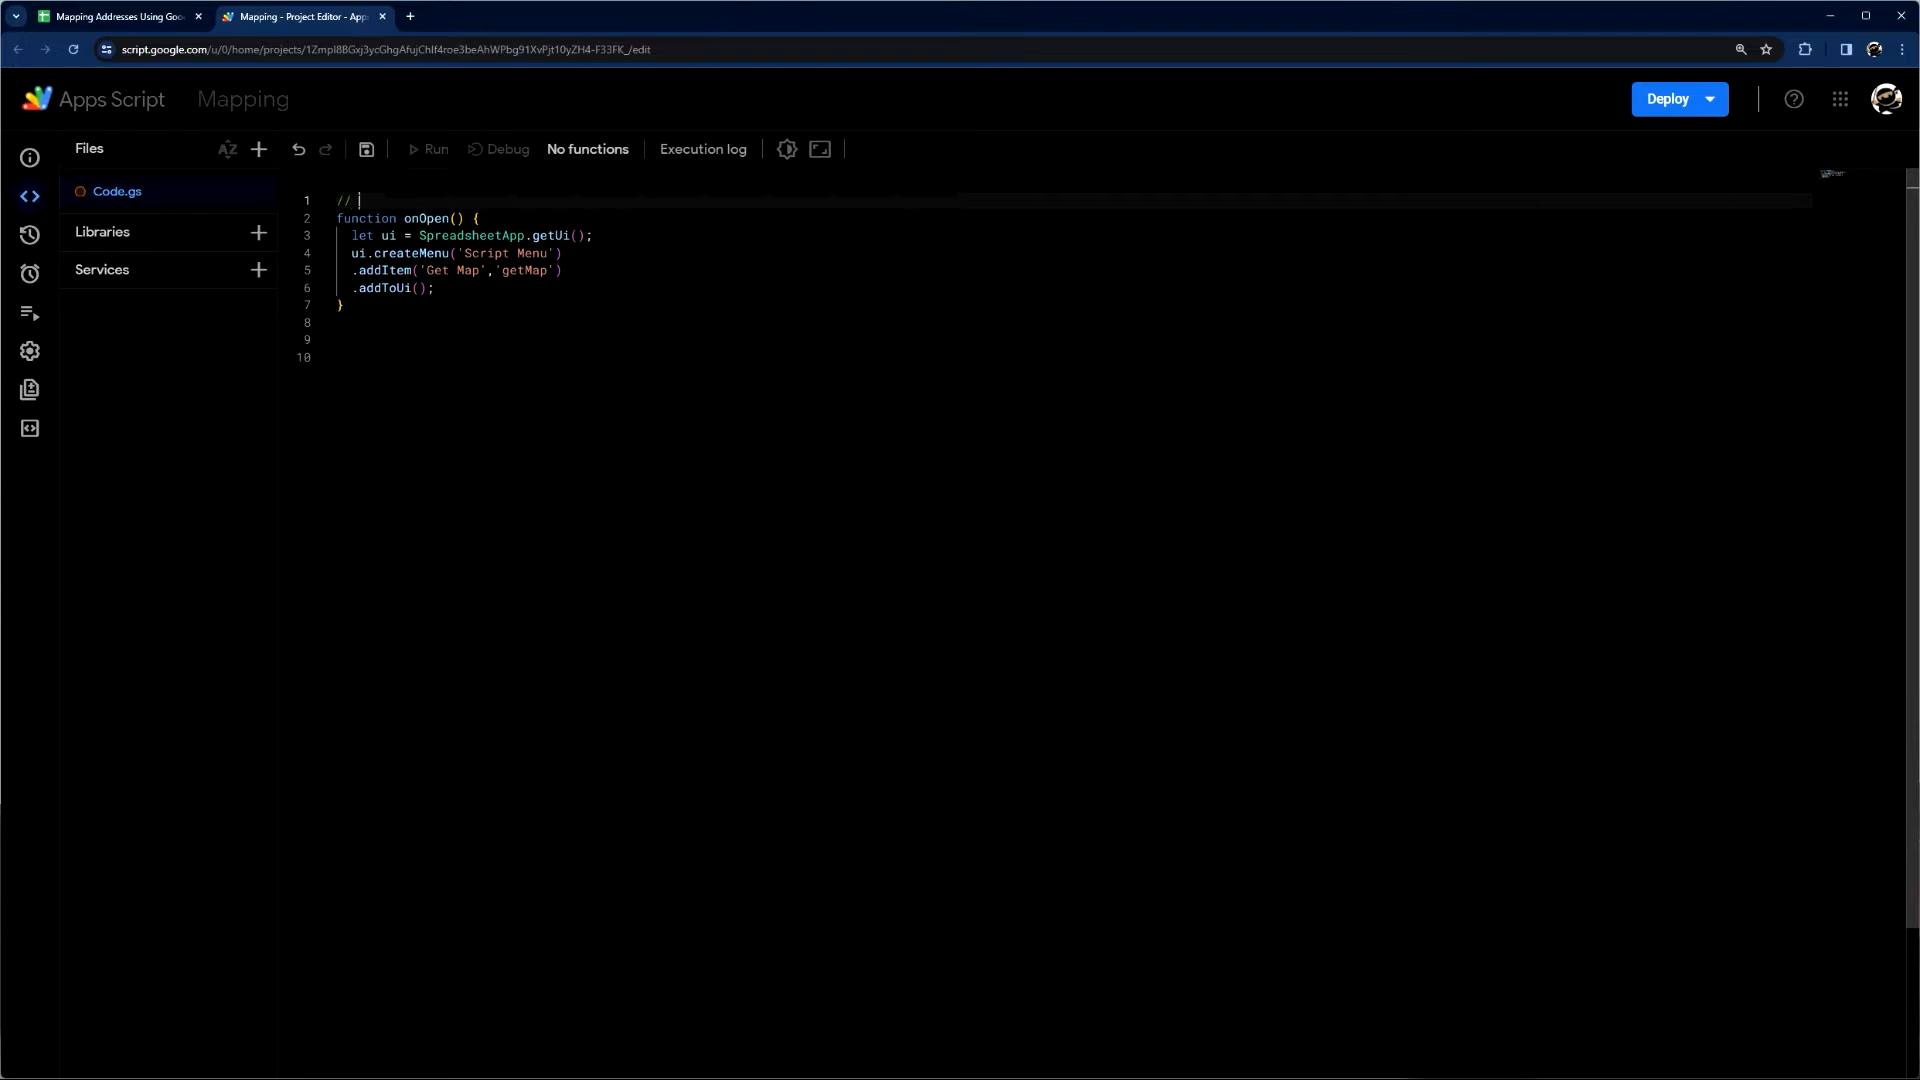 Mapping Addresses Using Goo
Mapping - Project Editor - App
script.google.com/u/0/home/projects/1Zmpl8BGxj3ycGhgAfujChlf4roe3beAhWPbg91XvPjt10yZH4-F33FK_/edit
Apps Script
Mapping
Deploy
Files
AZ
Run
Debug
No functions
Execution log
Code.gs
Libraries
Services
1 //
2 function onOpen() {
3 let ui = SpreadsheetApp.getUi();
4 ui.createMenu('Script Menu')
5 .addItem('Get Map','getMap')
6 .addToUi();
7 }
8
9
10